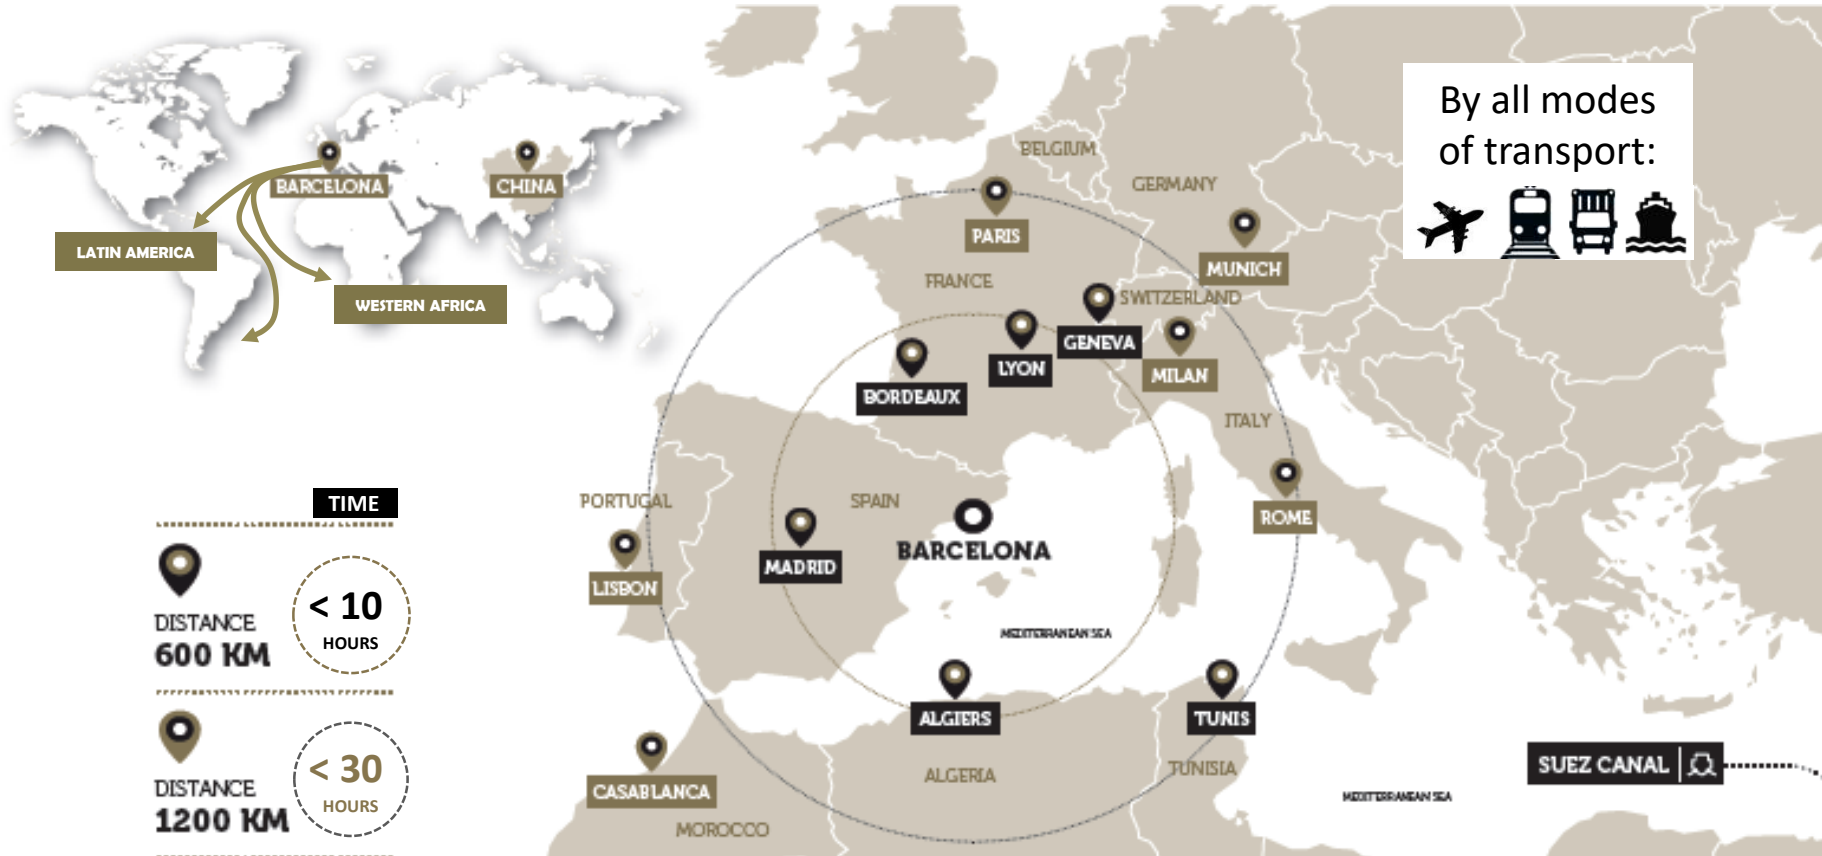 BARCELONA
CHINA
LATIN AMERICA
WESTERN AFRICA
By all modes
of transport:
BELGIUM
GERMANY
PARIS
MUNICH
FRANCE
SWITZERLAND
GENEVA
LYON
MILAN
BORDEAUX
ITALY
PORTUGAL
SPAIN
ROME
BARCELONA
MADRID
LISBON
MEDITERRANEAN SEA
ALGIERS
TUNIS
ALGERIA
TUNISIA
CASABLANCA
MOROCCO
MEDITERRANEAN SEA
SUEZ CANAL
TIME
DISTANCE
600 KM
< 10
HOURS
DISTANCE
1200 KM
< 30
HOURS